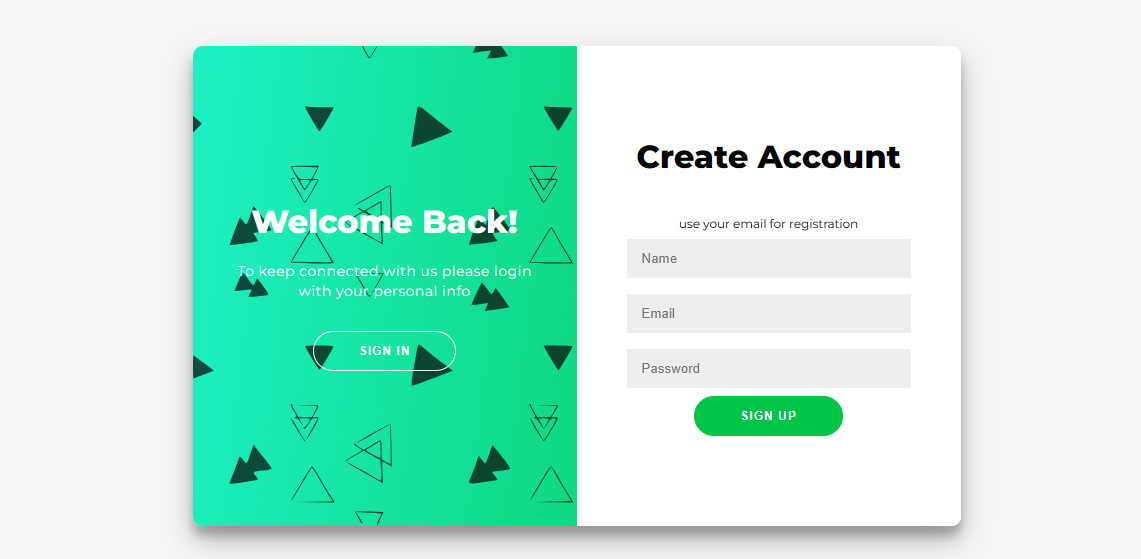 Welcome Back!
To keep connected with us please login
with your personal info
SIGN IN
Create Account
use your email for registration
Name
Email
Password
SIGN UP